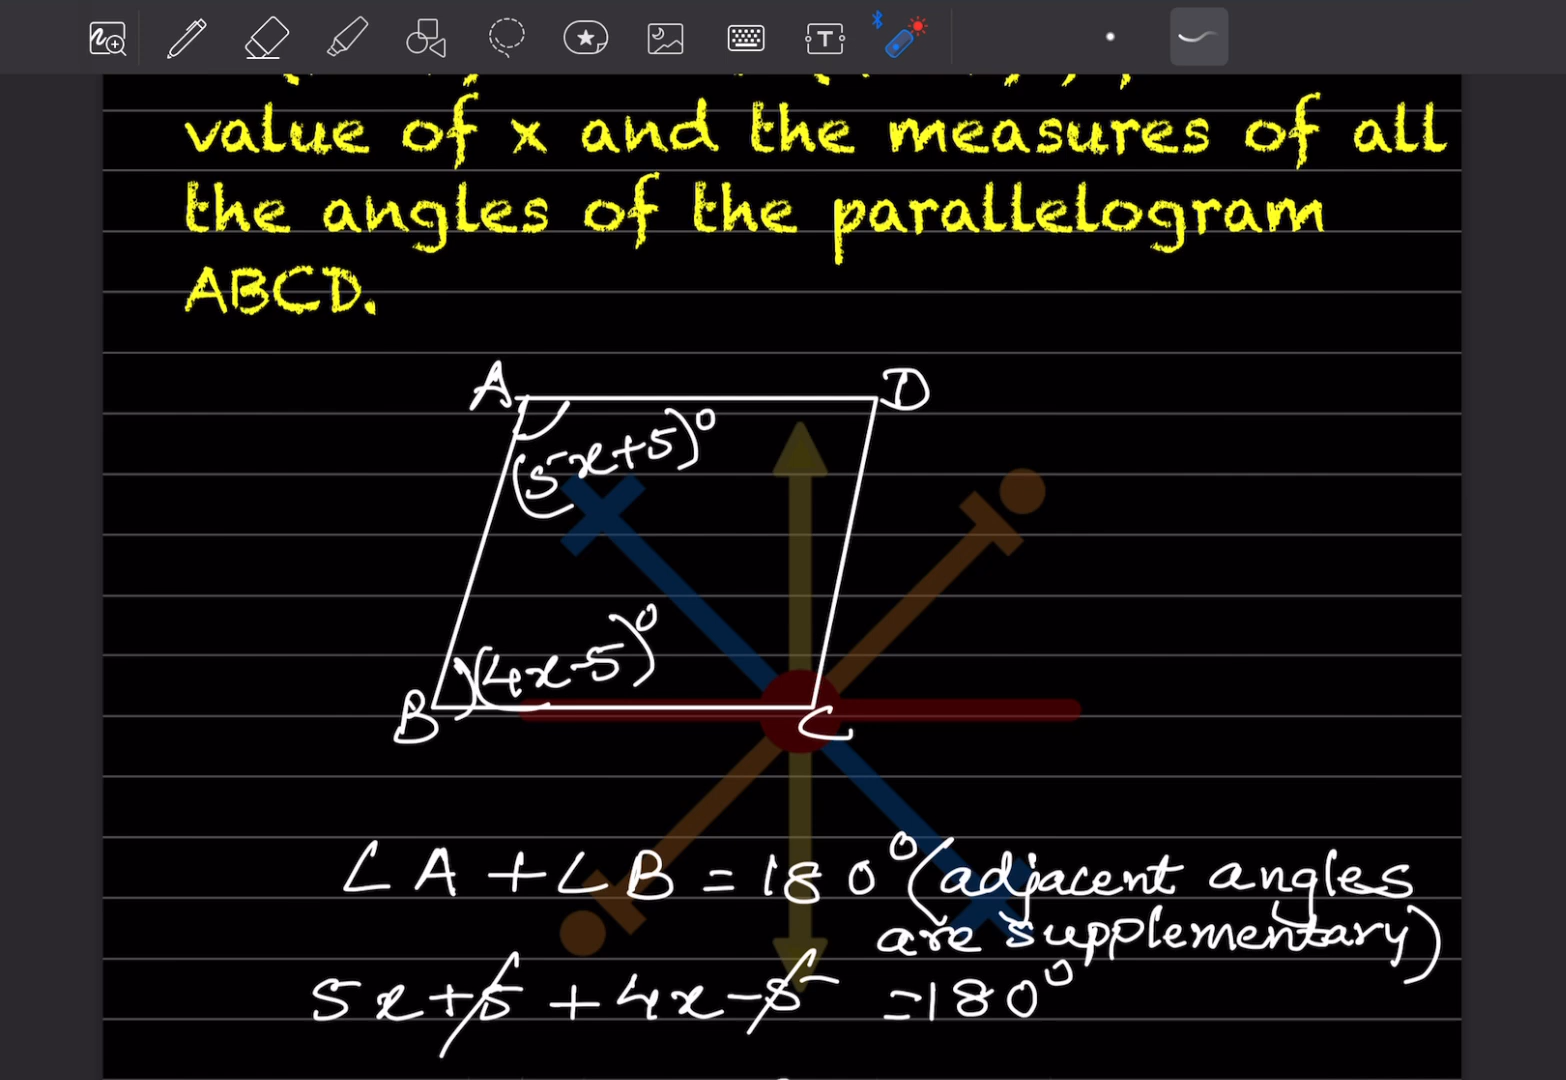 value of x and the measures of all
the angles of the parallelogram
ABCD.
A D
(5x+5)°
(4x-5)°
B C
∠A + ∠B = 180° (adjacent angles
are supplementary)
5x+5 + 4x-5 = 180°